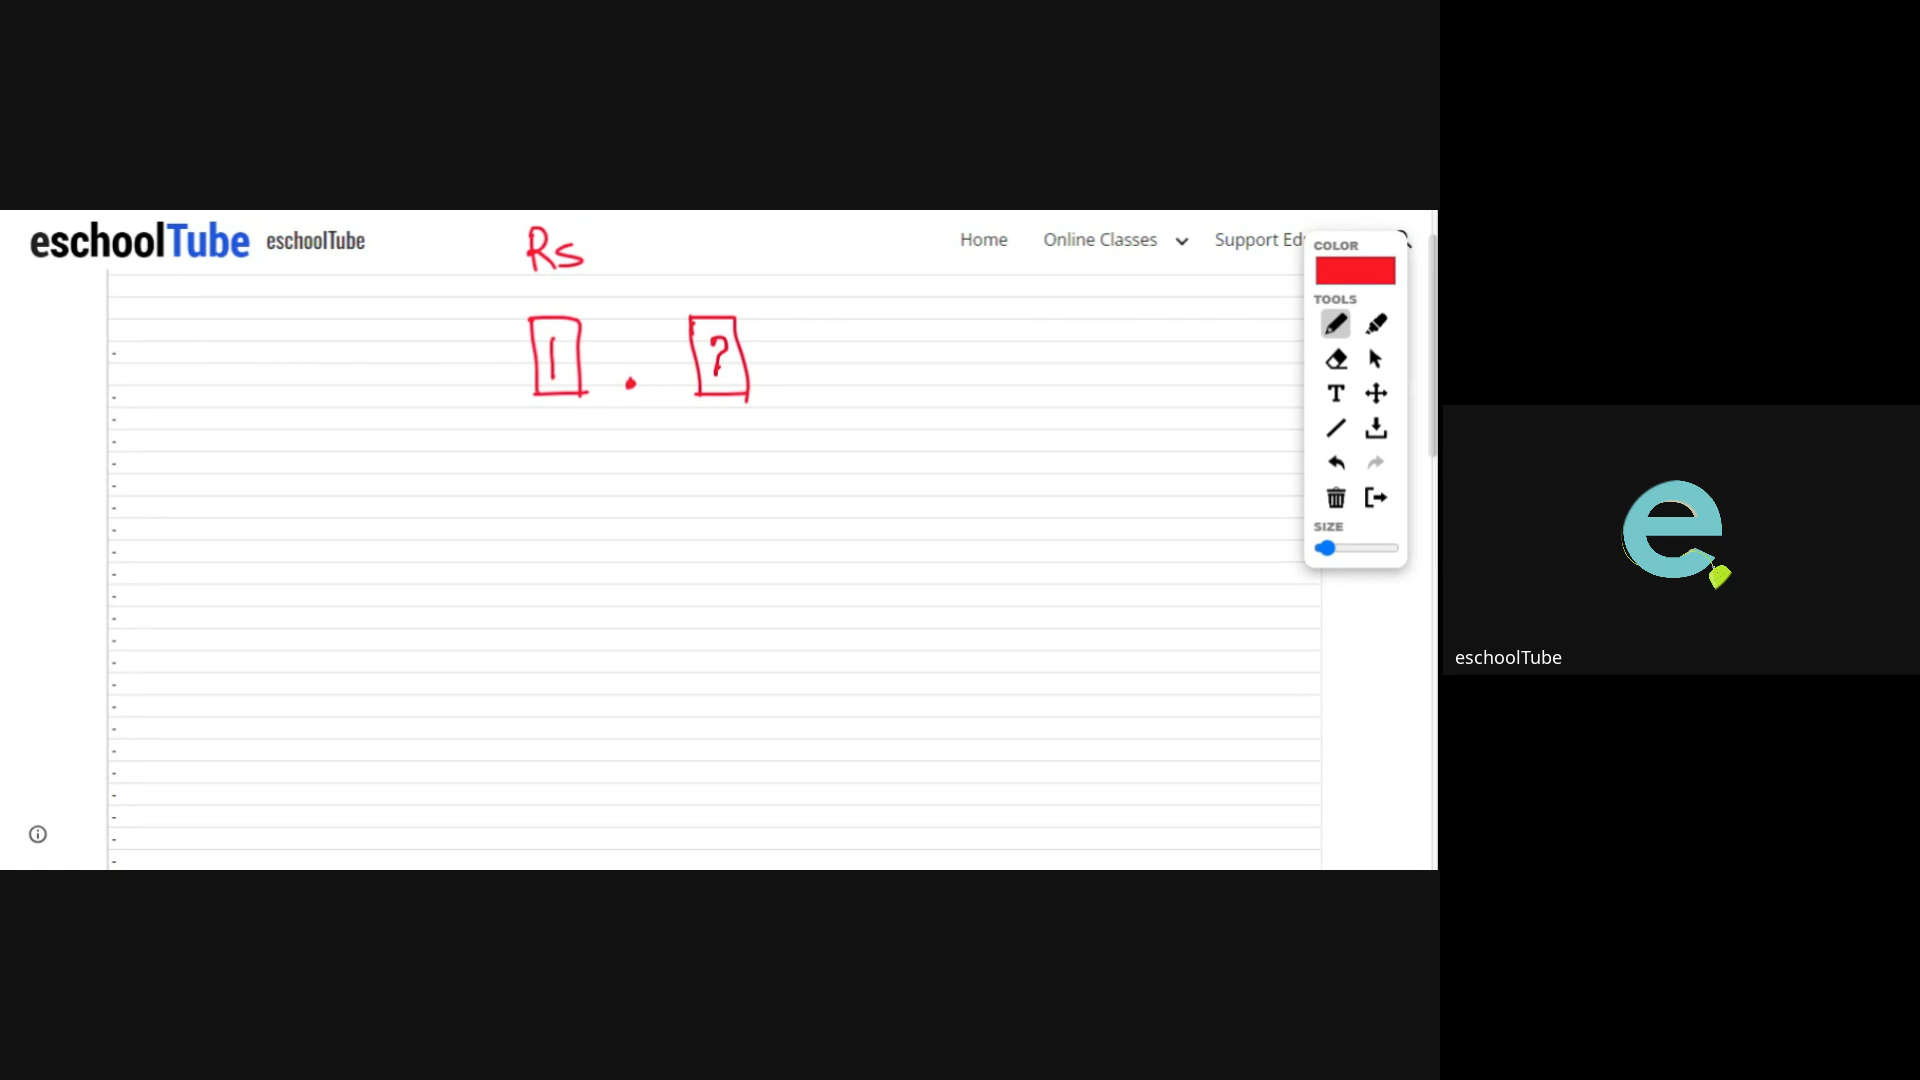 eschoolTube eschoolTube Rs Home Online Classes Support Ed
COLOR
TOOLS
1 . ?
T
SIZE
eschoolTube